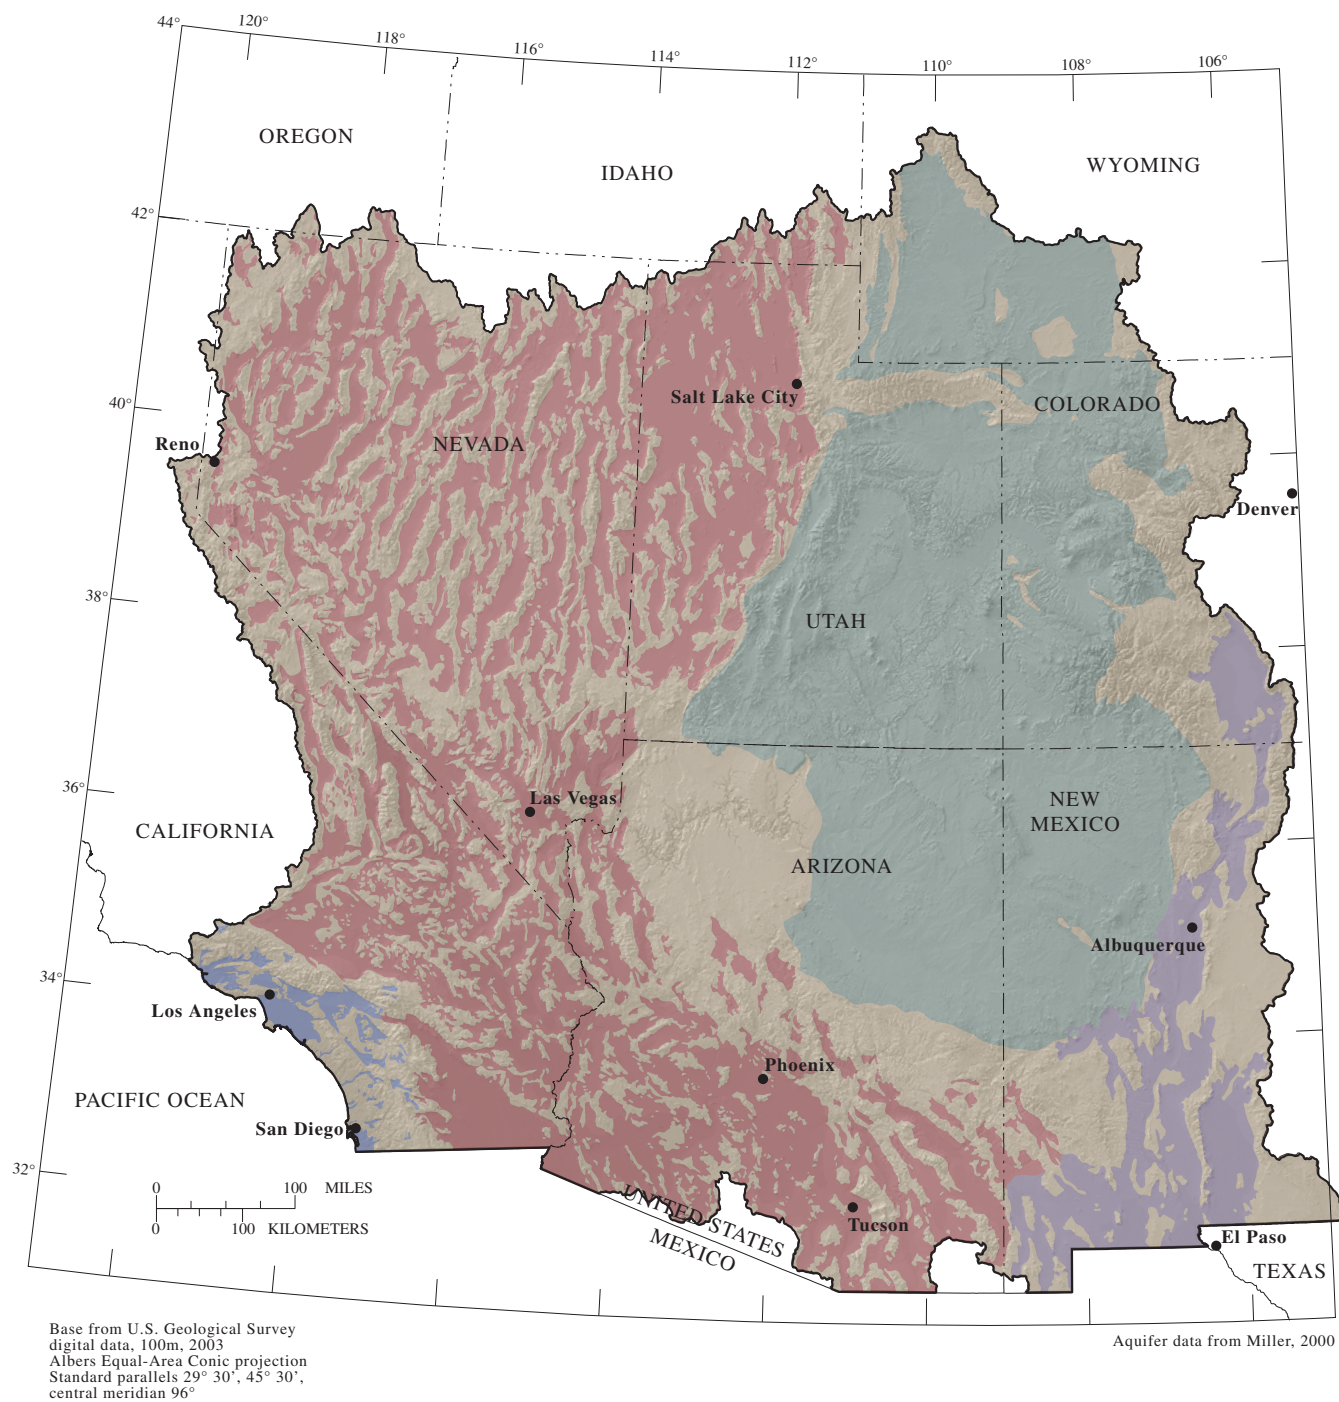 44°
120°
118°
116°
114°
112°
110°
108°
106°
OREGON
IDAHO
WYOMING
42°
40°
Salt Lake City
COLORADO
Reno
NEVADA
Denver
38°
UTAH
36°
Las Vegas
NEW
MEXICO
CALIFORNIA
ARIZONA
Albuquerque
34°
Los Angeles
Phoenix
PACIFIC OCEAN
San Diego
32°
0 100 MILES
0 100 KILOMETERS
UNITED STATES
MEXICO
Tucson
El Paso
TEXAS
Base from U.S. Geological Survey
digital data, 100m, 2003
Albers Equal-Area Conic projection
Standard parallels 29° 30’, 45° 30’,
central meridian 96°
Aquifer data from Miller, 2000